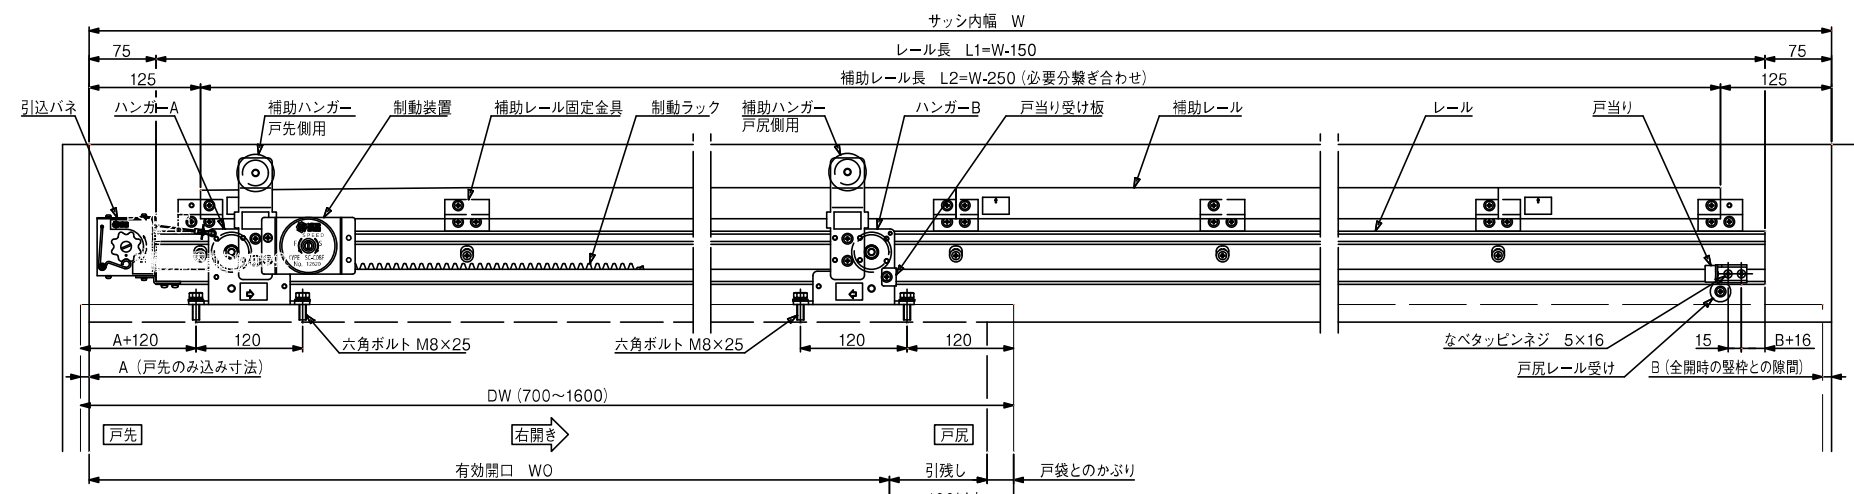 サッシ内幅 W
75
レール長 L1=W-150
75
125
補助レール長 L2=W-250 (必要分繋ぎ合わせ)
125
引込バネ
ハンガーA
補助ハンガー
戸先側用
制動装置
補助レール固定金具
制動ラック
補助ハンガー
戸尻側用
ハンガーB
戸当り受け板
補助レール
レール
戸当り
SPEED
No. 12620
A+120
120
六角ボルト M8×25
六角ボルト M8×25
120
120
なべタッピンネジ 5×16
15
B+16
A (戸先のみ込み寸法)
戸尻レール受け
B (全開時の竪枠との隙間)
DW (700~1600)
戸先
右開き
戸尻
有効開口 WO
引残し
戸袋とのかぶり